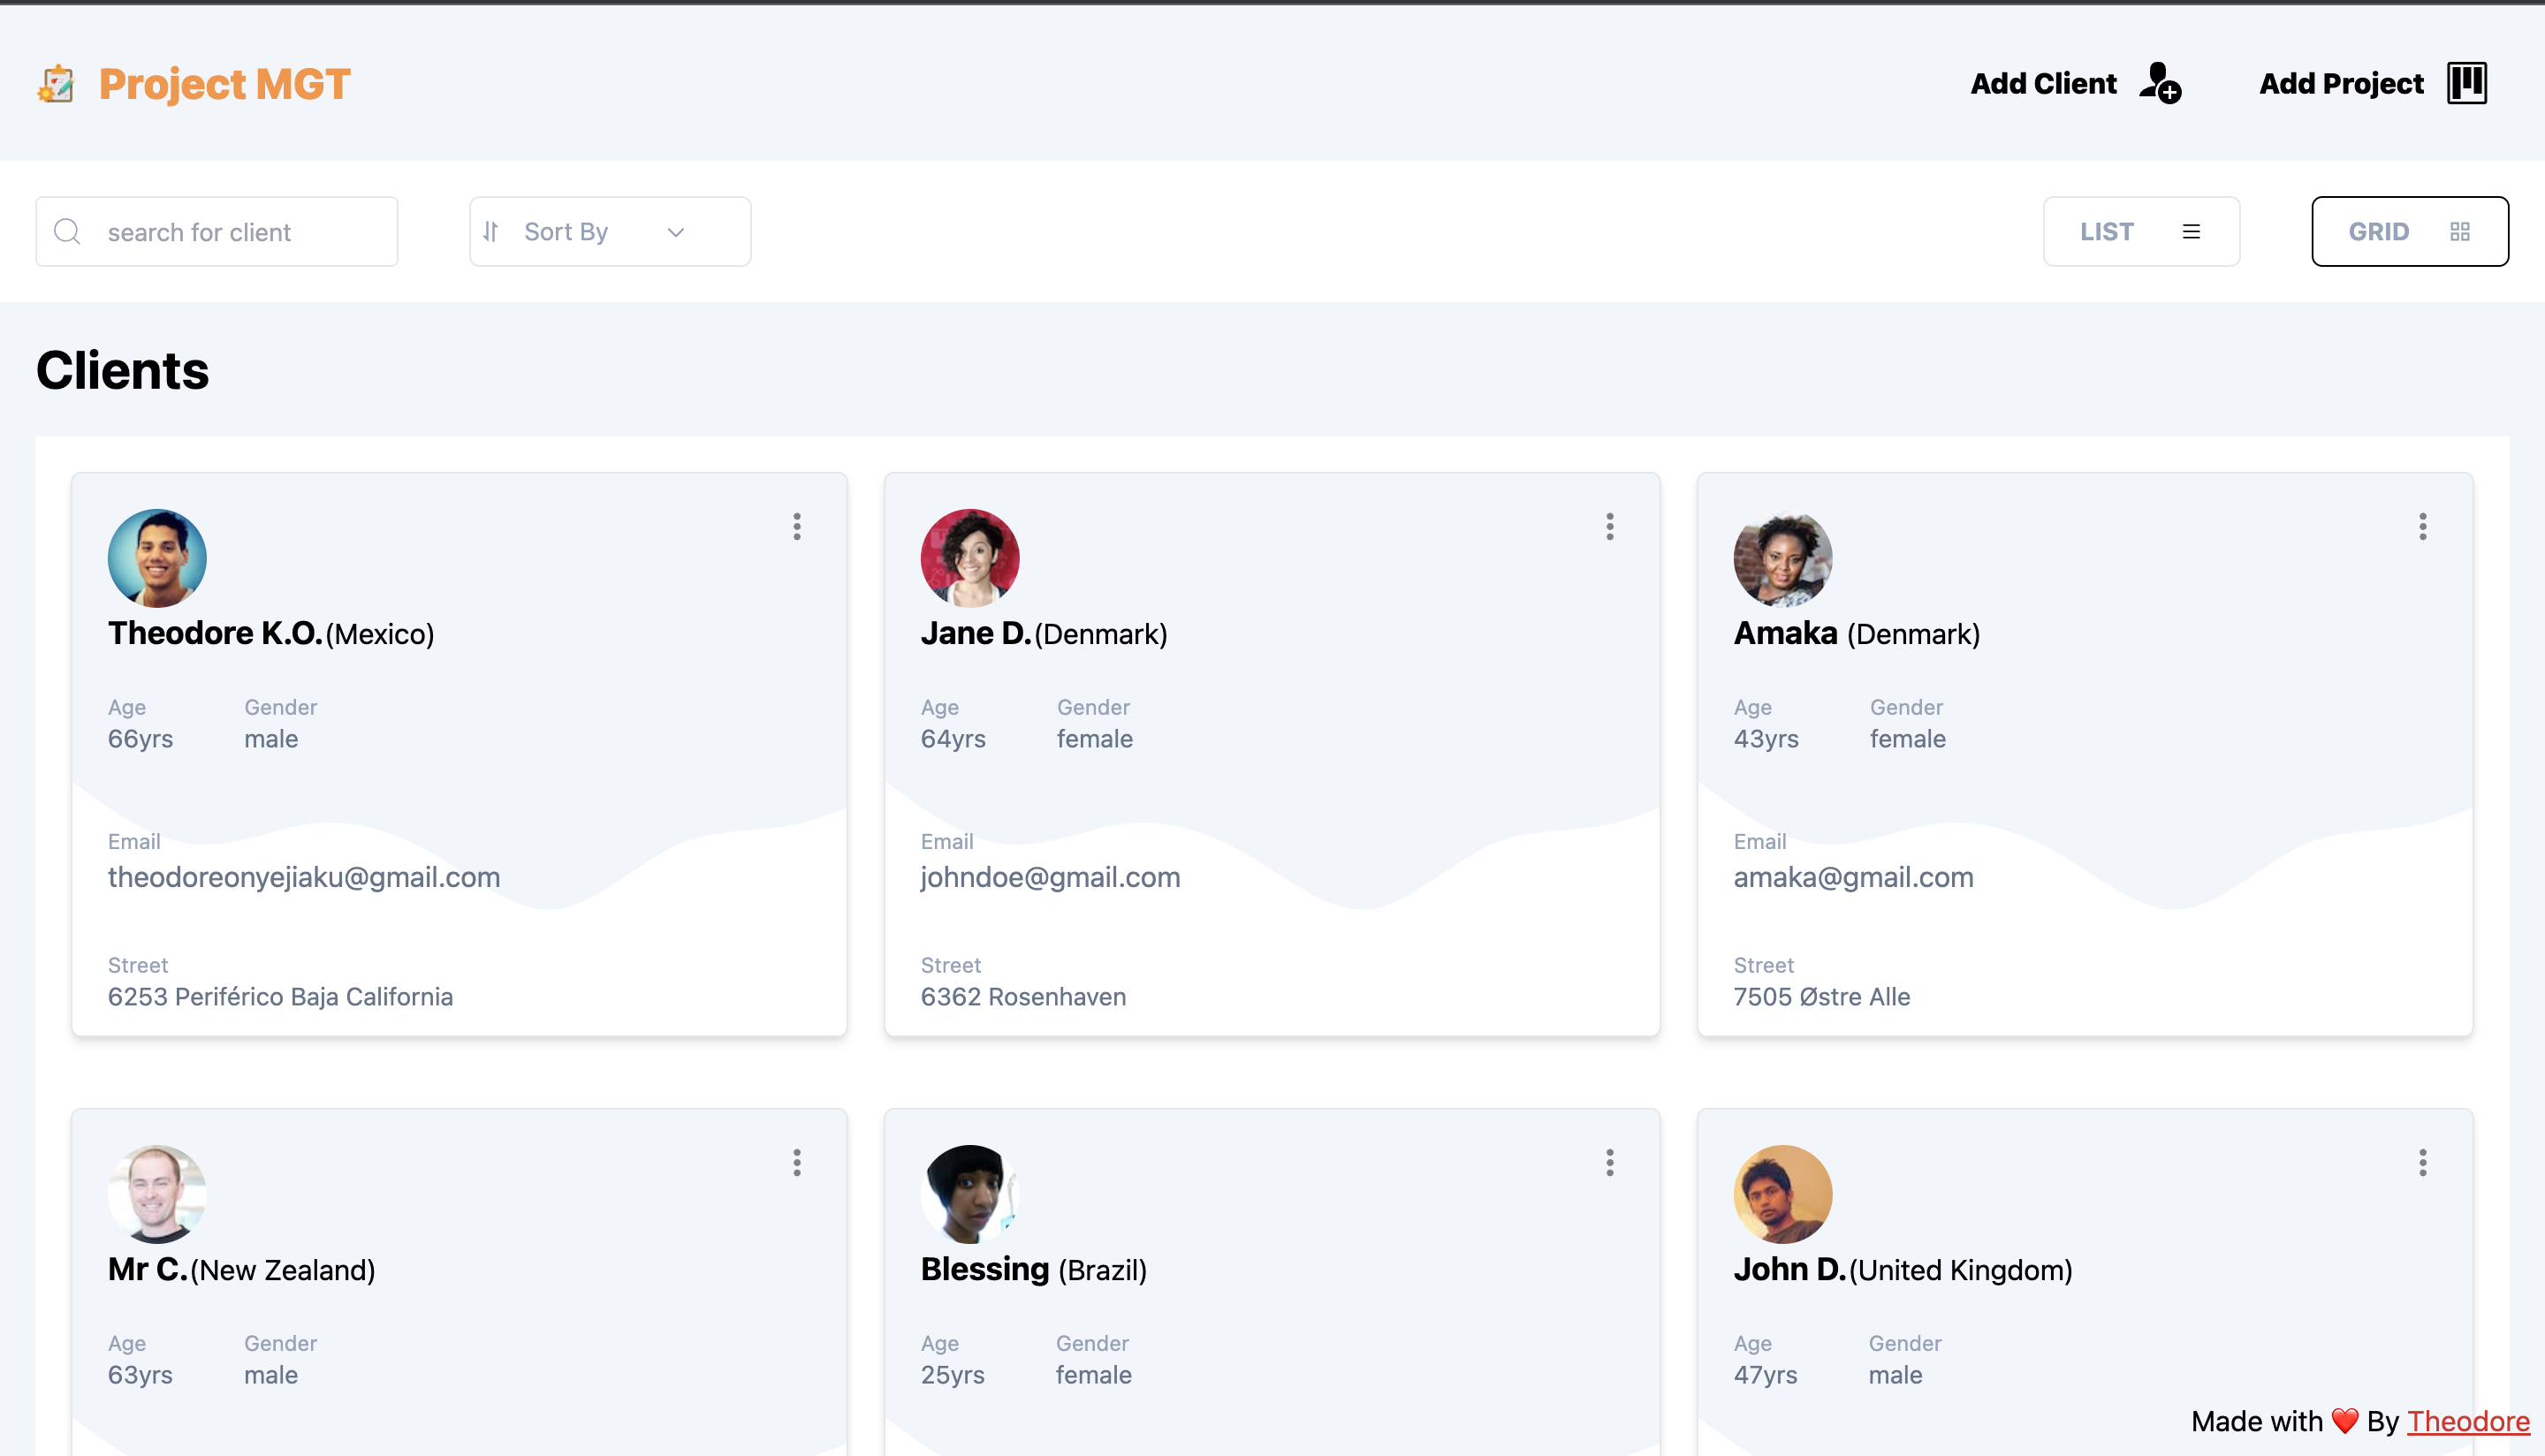 Project MGT
Add Client
Add Project
search for client
Sort By
LIST
GRID
Clients
Theodore K.O.(Mexico)
Age Gender
66yrs male
Email
theodoreonyejiaku@gmail.com
Street
6253 Periférico Baja California
Jane D.(Denmark)
Age Gender
64yrs female
Email
johndoe@gmail.com
Street
6362 Rosenhaven
Amaka (Denmark)
Age Gender
43yrs female
Email
amaka@gmail.com
Street
7505 Østre Alle
Mr C.(New Zealand)
Age Gender
63yrs male
Blessing (Brazil)
Age Gender
25yrs female
John D.(United Kingdom)
Age Gender
47yrs male
Made with ❤️ By Theodore